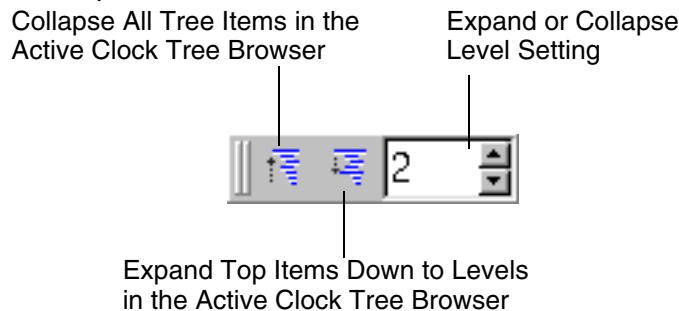 Collapse All Tree Items in the
Active Clock Tree Browser
Expand or Collapse
Level Setting
2
Expand Top Items Down to Levels
in the Active Clock Tree Browser